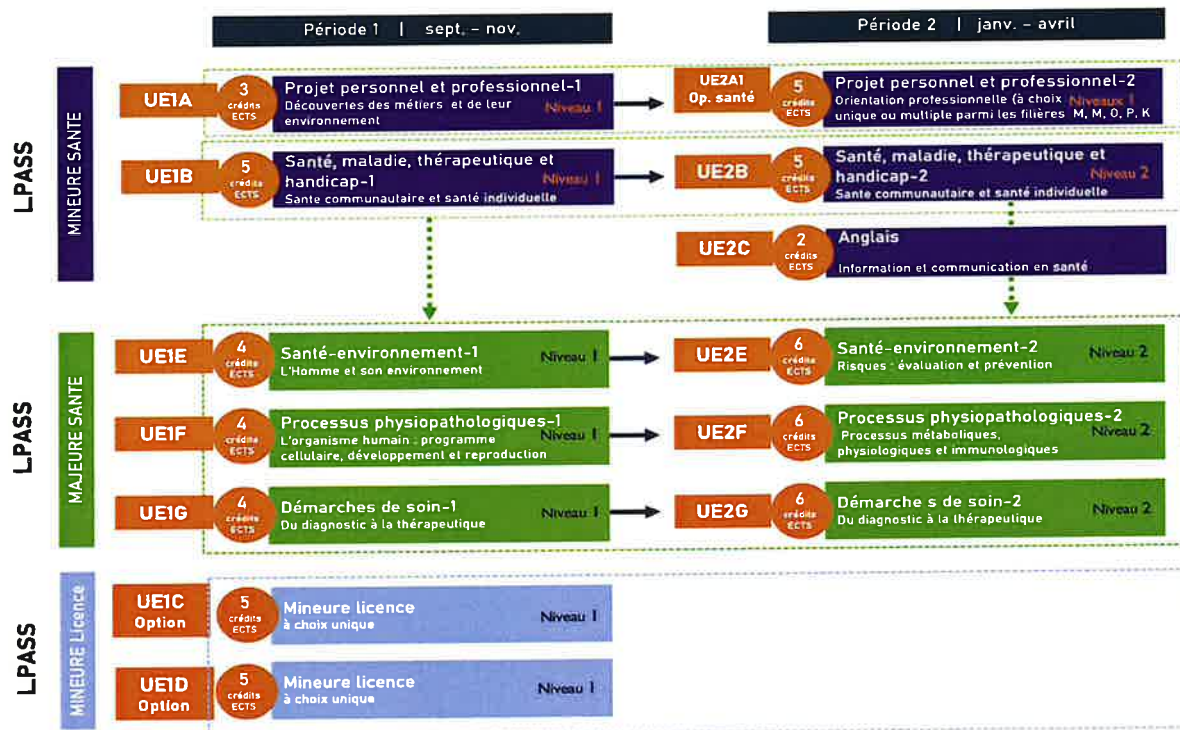 Période 1 | sept. – nov.
Période 2 | janv. – avril
LPASS
MINEURE SANTE
UE1A
3
crédits
ECTS
Projet personnel et professionnel-1
Découvertes des métiers et de leur
environnement
Niveau 1
UE2A1
Op. santé
5
crédits
ECTS
Projet personnel et professionnel-2
Orientation professionnelle (à choix
unique ou multiple parmi les filières M, M, O, P, K
Niveaux 1
UE1B
5
crédits
ECTS
Santé, maladie, thérapeutique et
handicap-1
Sante communautaire et santé individuelle
Niveau 1
UE2B
5
crédits
ECTS
Santé, maladie, thérapeutique et
handicap-2
Sante communautaire et santé individuelle
Niveau 2
UE2C
2
crédits
ECTS
Anglais
Information et communication en santé
LPASS
MAJEURE SANTE
UE1E
4
crédits
ECTS
Santé-environnement-1
L'Homme et son environnement
Niveau 1
UE2E
6
crédits
ECTS
Santé-environnement-2
Risques : évaluation et prévention
Niveau 2
UE1F
4
crédits
ECTS
Processus physiopathologiques-1
L'organisme humain : programme
cellulaire, développement et reproduction
Niveau 1
UE2F
6
crédits
ECTS
Processus physiopathologiques-2
Processus métaboliques,
physiologiques et immunologiques
Niveau 2
UE1G
4
crédits
ECTS
Démarches de soin-1
Du diagnostic à la thérapeutique
Niveau 1
UE2G
6
crédits
ECTS
Démarche s de soin-2
Du diagnostic à la thérapeutique
Niveau 2
LPASS
MINEURE Licence
UE1C
Option
5
crédits
ECTS
Mineure licence
à choix unique
Niveau 1
UE1D
Option
5
crédits
ECTS
Mineure licence
à choix unique
Niveau 1